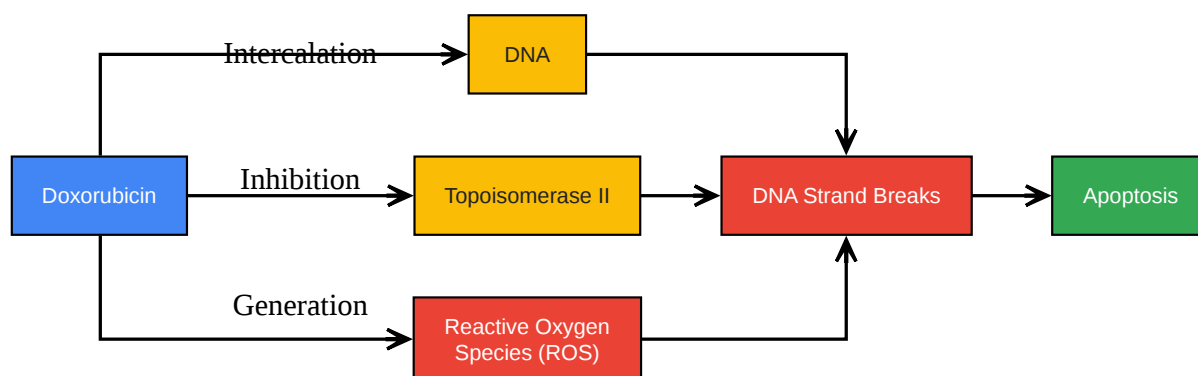 Intercalation
DNA
Doxorubicin
Inhibition
Topoisomerase II
DNA Strand Breaks
Apoptosis
Generation
Reactive Oxygen
Species (ROS)